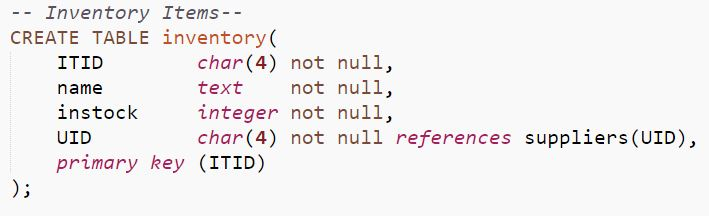 -- Inventory Items--
CREATE TABLE inventory(
    ITID        char(4) not null,
    name        text    not null,
    instock     integer not null,
    UID         char(4) not null references suppliers(UID),
    primary key (ITID)
);